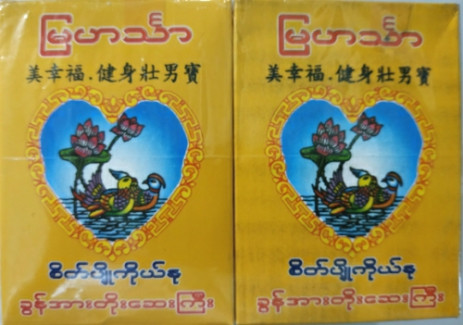 မြဟင်္သာ
美幸福.健身壯男寶
စိတ်ပျိုကိုယ်နု
ခွန်အားတိုးဆေးကြီး
မြဟင်္သာ
美幸福.健身壯男寶
စိတ်ပျိုကိုယ်နု
ခွန်အားတိုးဆေးကြီး